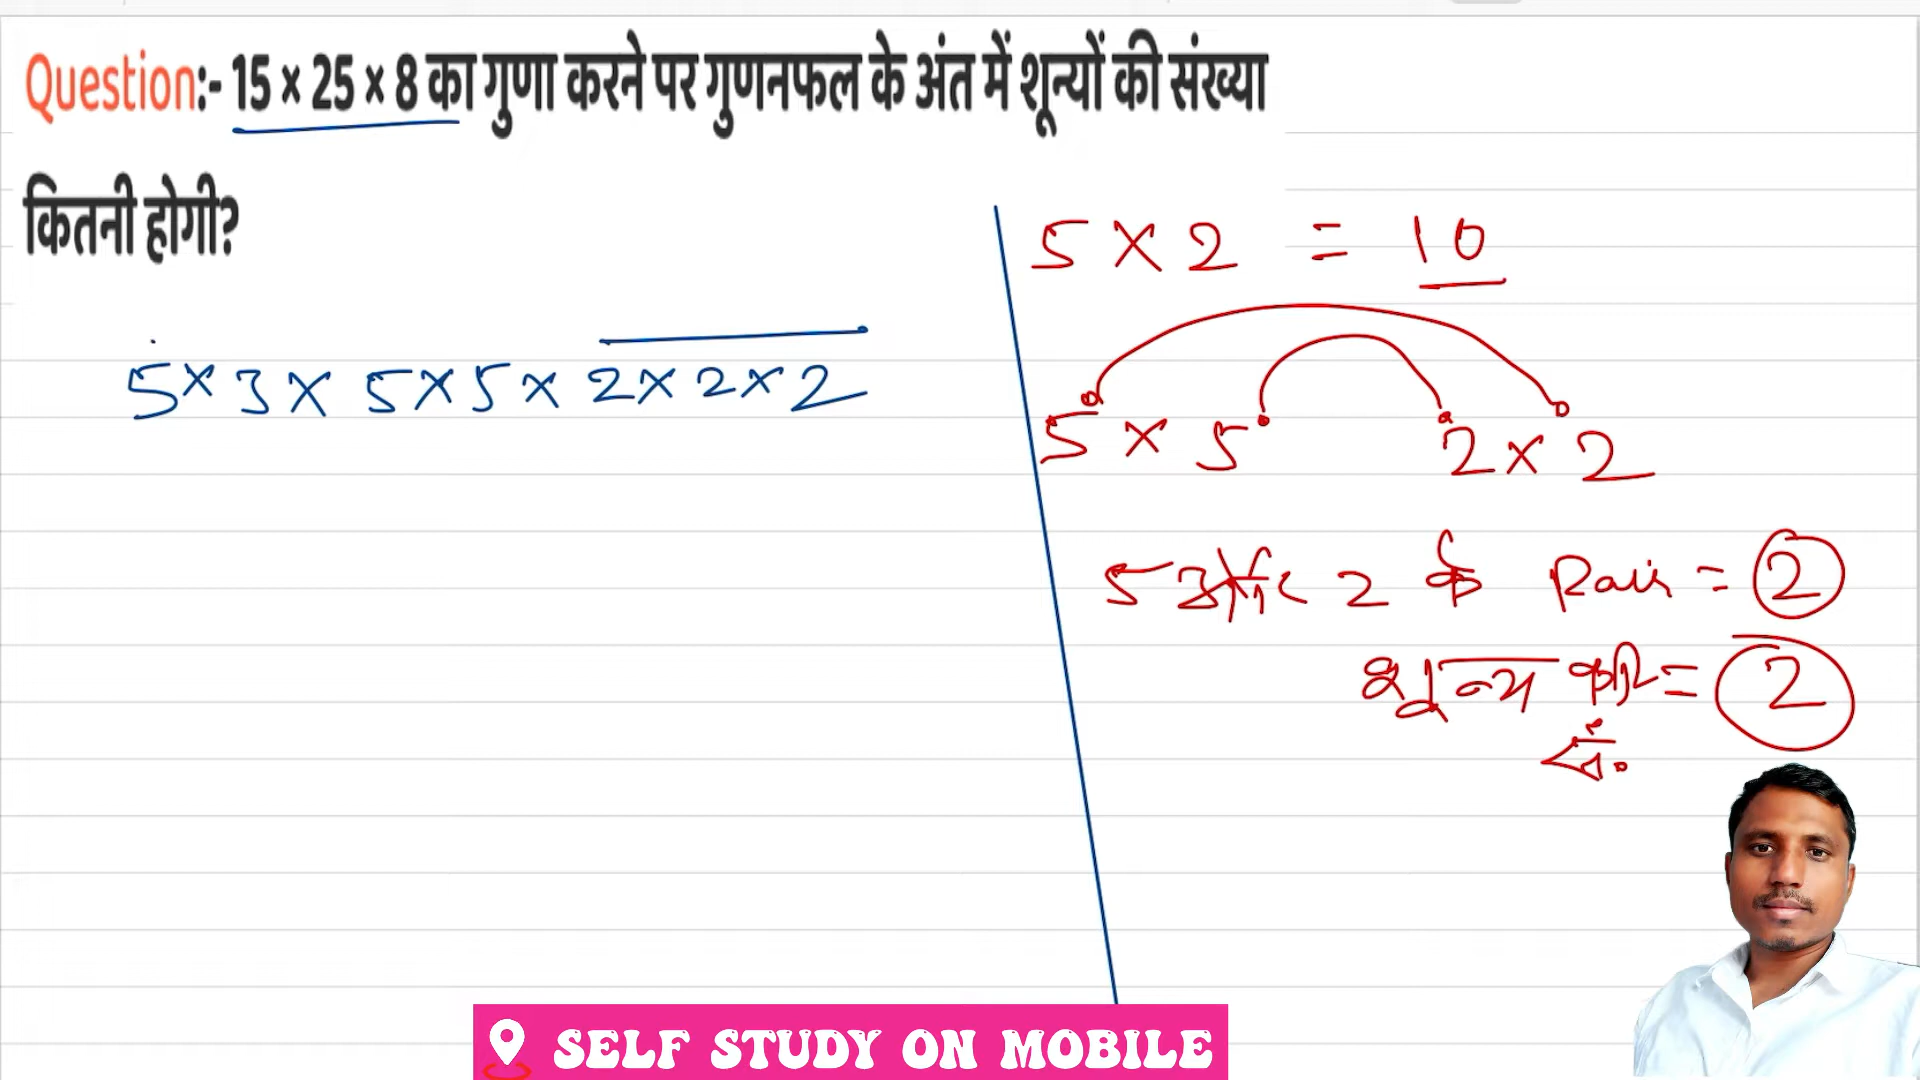 Question:- 15 × 25 × 8 का गुणा करने पर गुणनफल के अंत में शून्यों की संख्या
कितनी होगी?
5 × 3 × 5 × 5 × 2 × 2 × 2
5 × 2 = 10
5 × 5 2 × 2
5 और 2 के Pair = 2
शून्य की = 2
सं.
SELF STUDY ON MOBILE